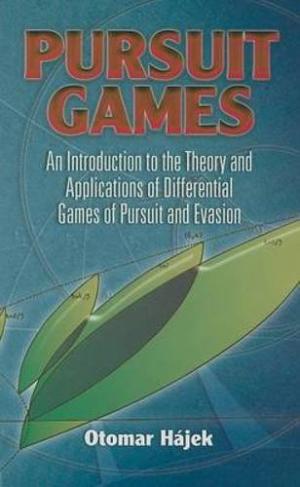 PURSUIT
GAMES
An Introduction to the Theory and
Applications of Differential
Games of Pursuit and Evasion
Otomar Hájek